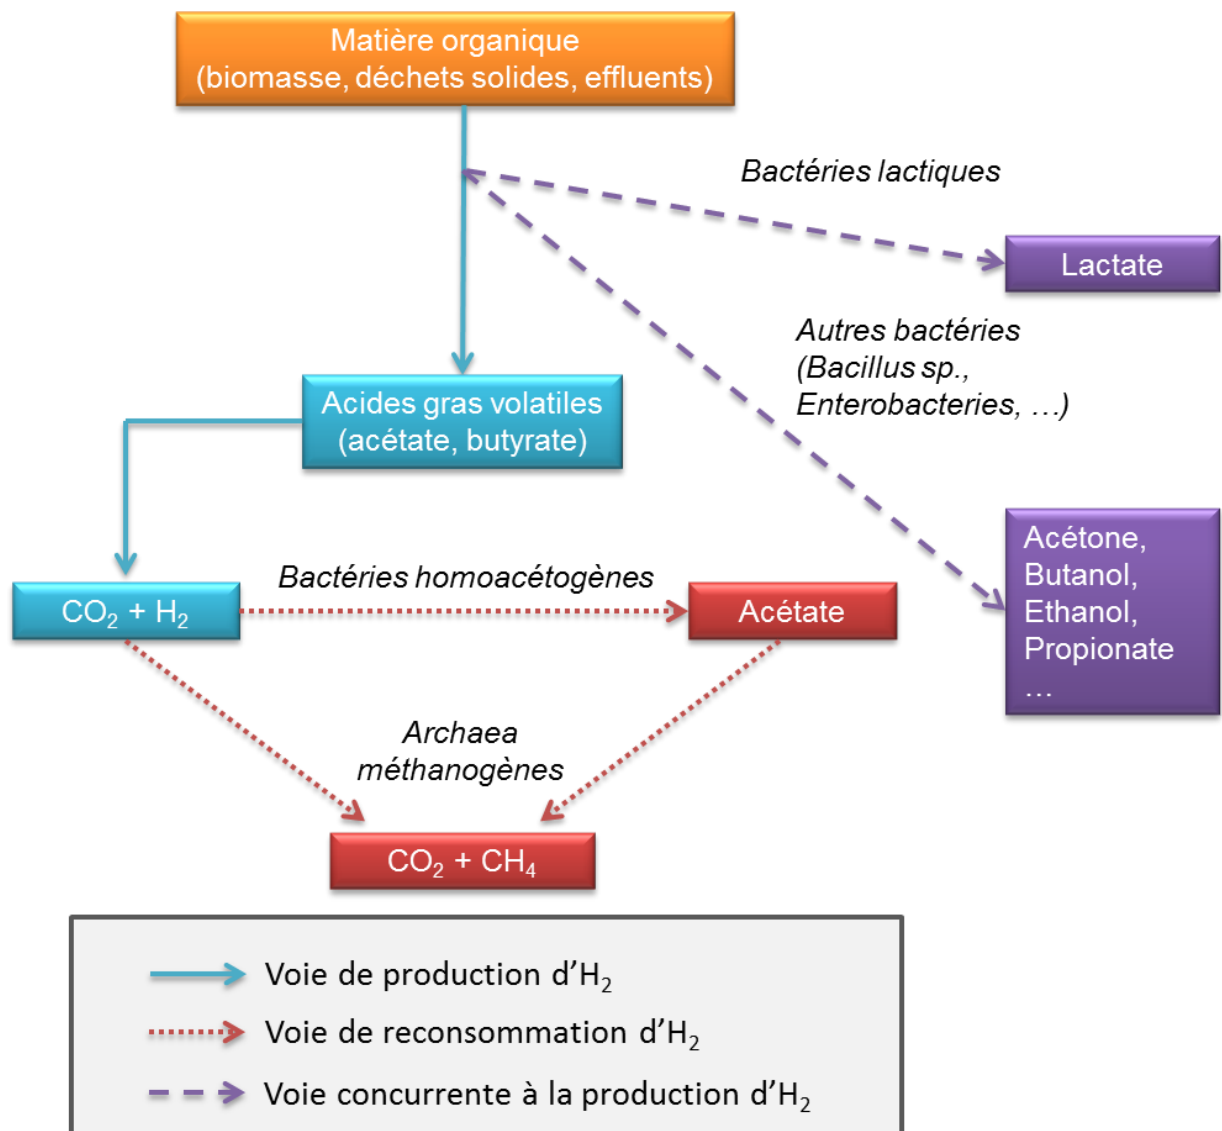 Matière organique
(biomasse, déchets solides, effluents)
Bactéries lactiques
Lactate
Autres bactéries
(Bacillus sp.,
Enterobacteries, ...)
Acides gras volatiles
(acétate, butyrate)
Acétone,
Butanol,
Ethanol,
Propionate
...
CO₂ + H₂
Bactéries homoacétogènes
Acétate
Archaea
méthanogènes
CO₂ + CH₄
Voie de production d’H₂
Voie de reconsommation d’H₂
Voie concurrente à la production d’H₂